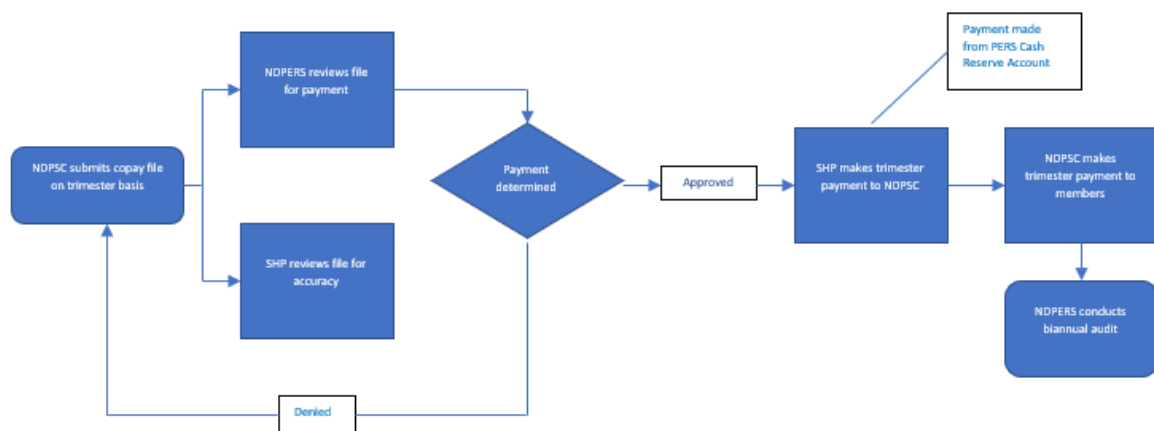 Payment made
from PERS Cash
Reserve Account
NDPERS reviews file
for payment
NDPSC submits copay file
on trimester basis
Payment
determined
Approved
SHP makes trimester
payment to NDPSC
NDPSC makes
trimester payment to
members
SHP reviews file for
accuracy
NDPERS conducts
biannual audit
Denied